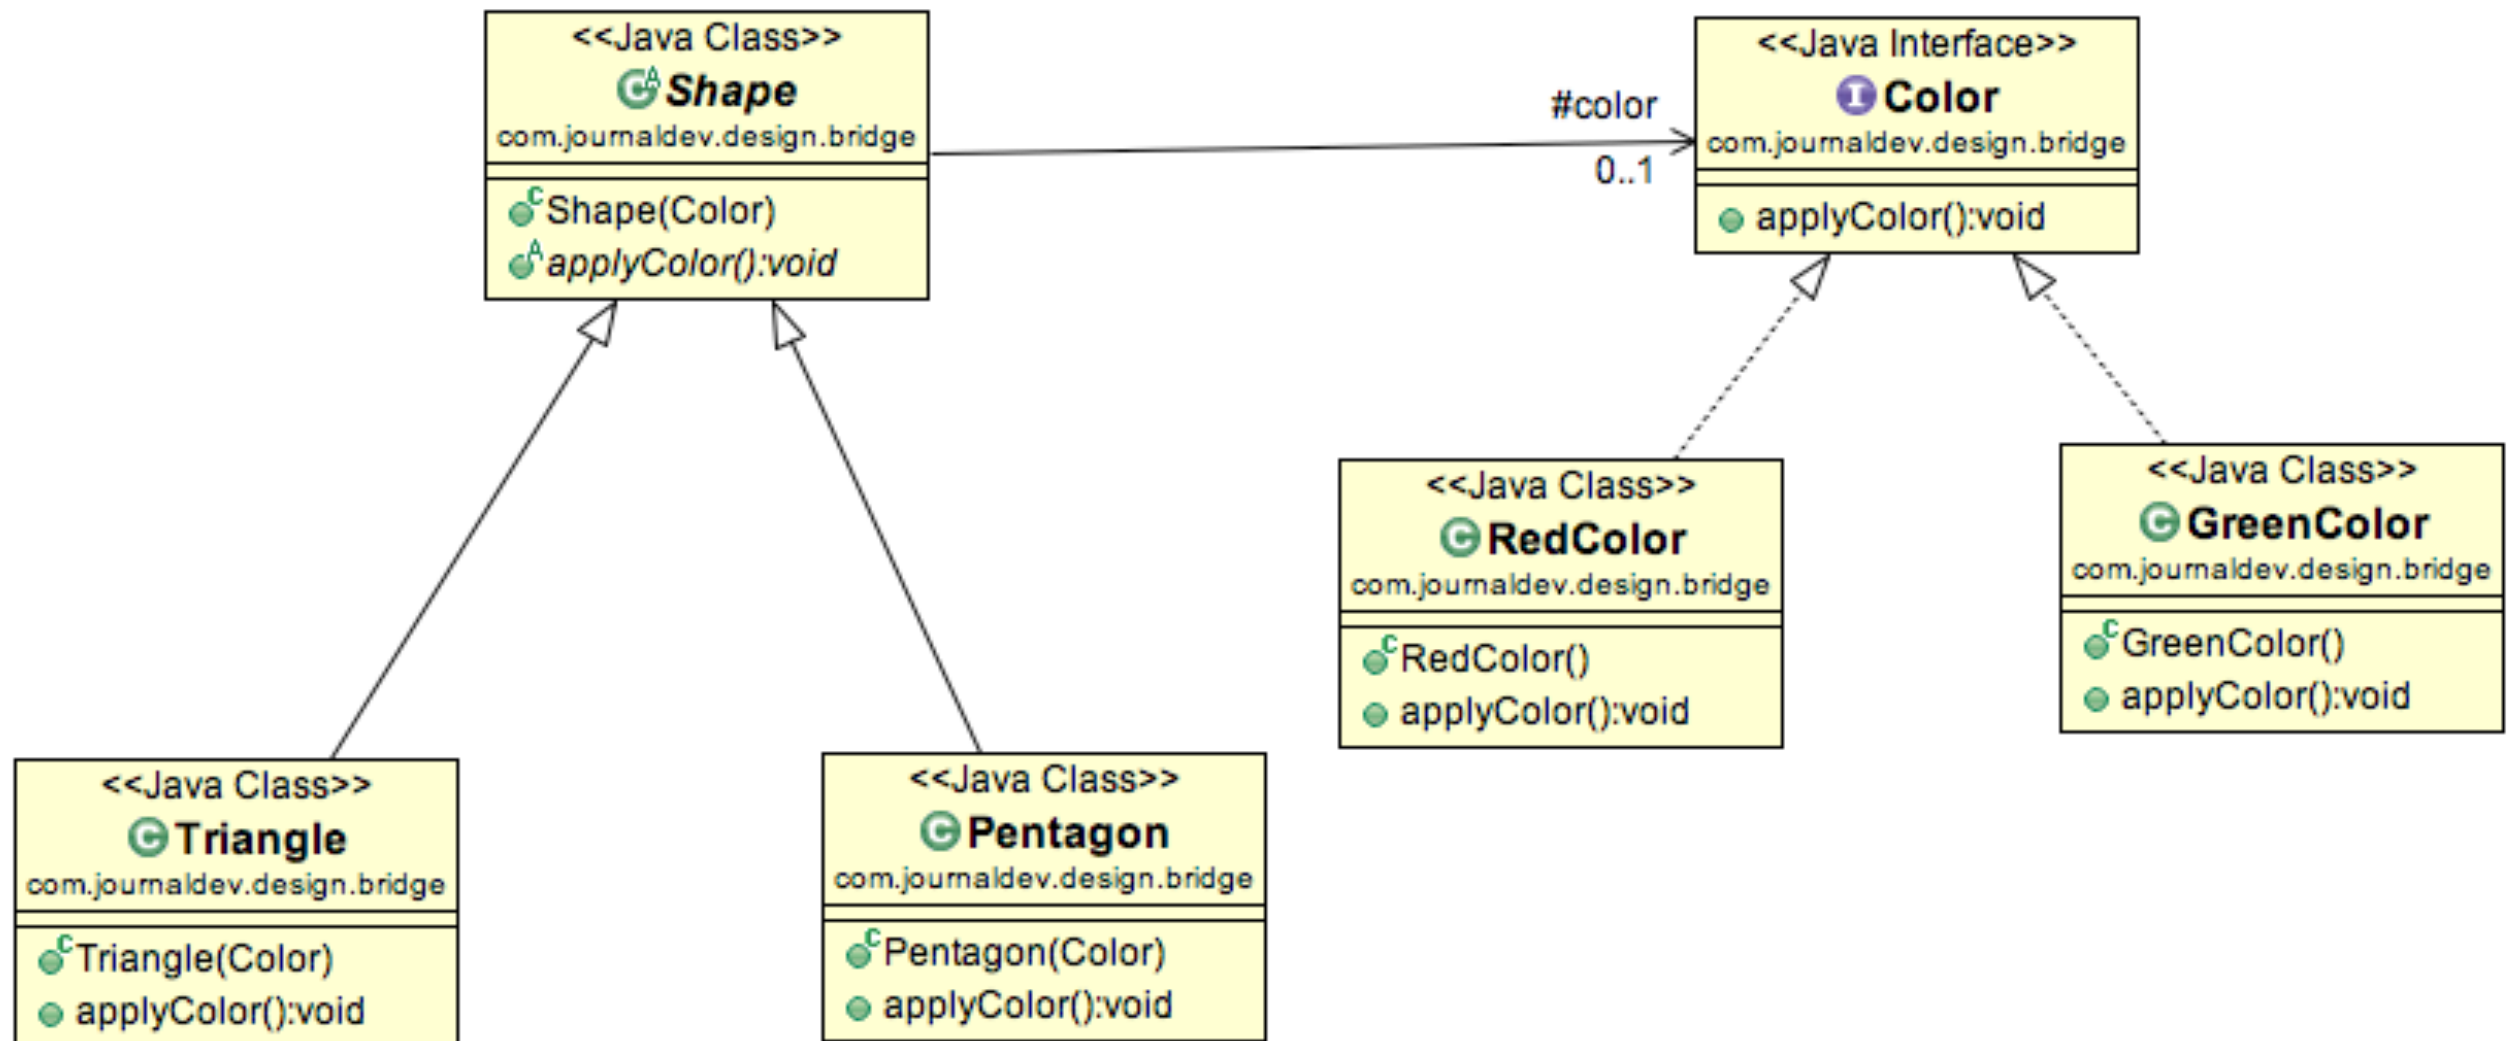 <<Java Class>>
Shape
com.journaldev.design.bridge
Shape(Color)
applyColor():void
#color
0..1
<<Java Interface>>
Color
com.journaldev.design.bridge
applyColor():void
<<Java Class>>
RedColor
com.journaldev.design.bridge
RedColor()
applyColor():void
<<Java Class>>
GreenColor
com.journaldev.design.bridge
GreenColor()
applyColor():void
<<Java Class>>
Triangle
com.journaldev.design.bridge
Triangle(Color)
applyColor():void
<<Java Class>>
Pentagon
com.journaldev.design.bridge
Pentagon(Color)
applyColor():void